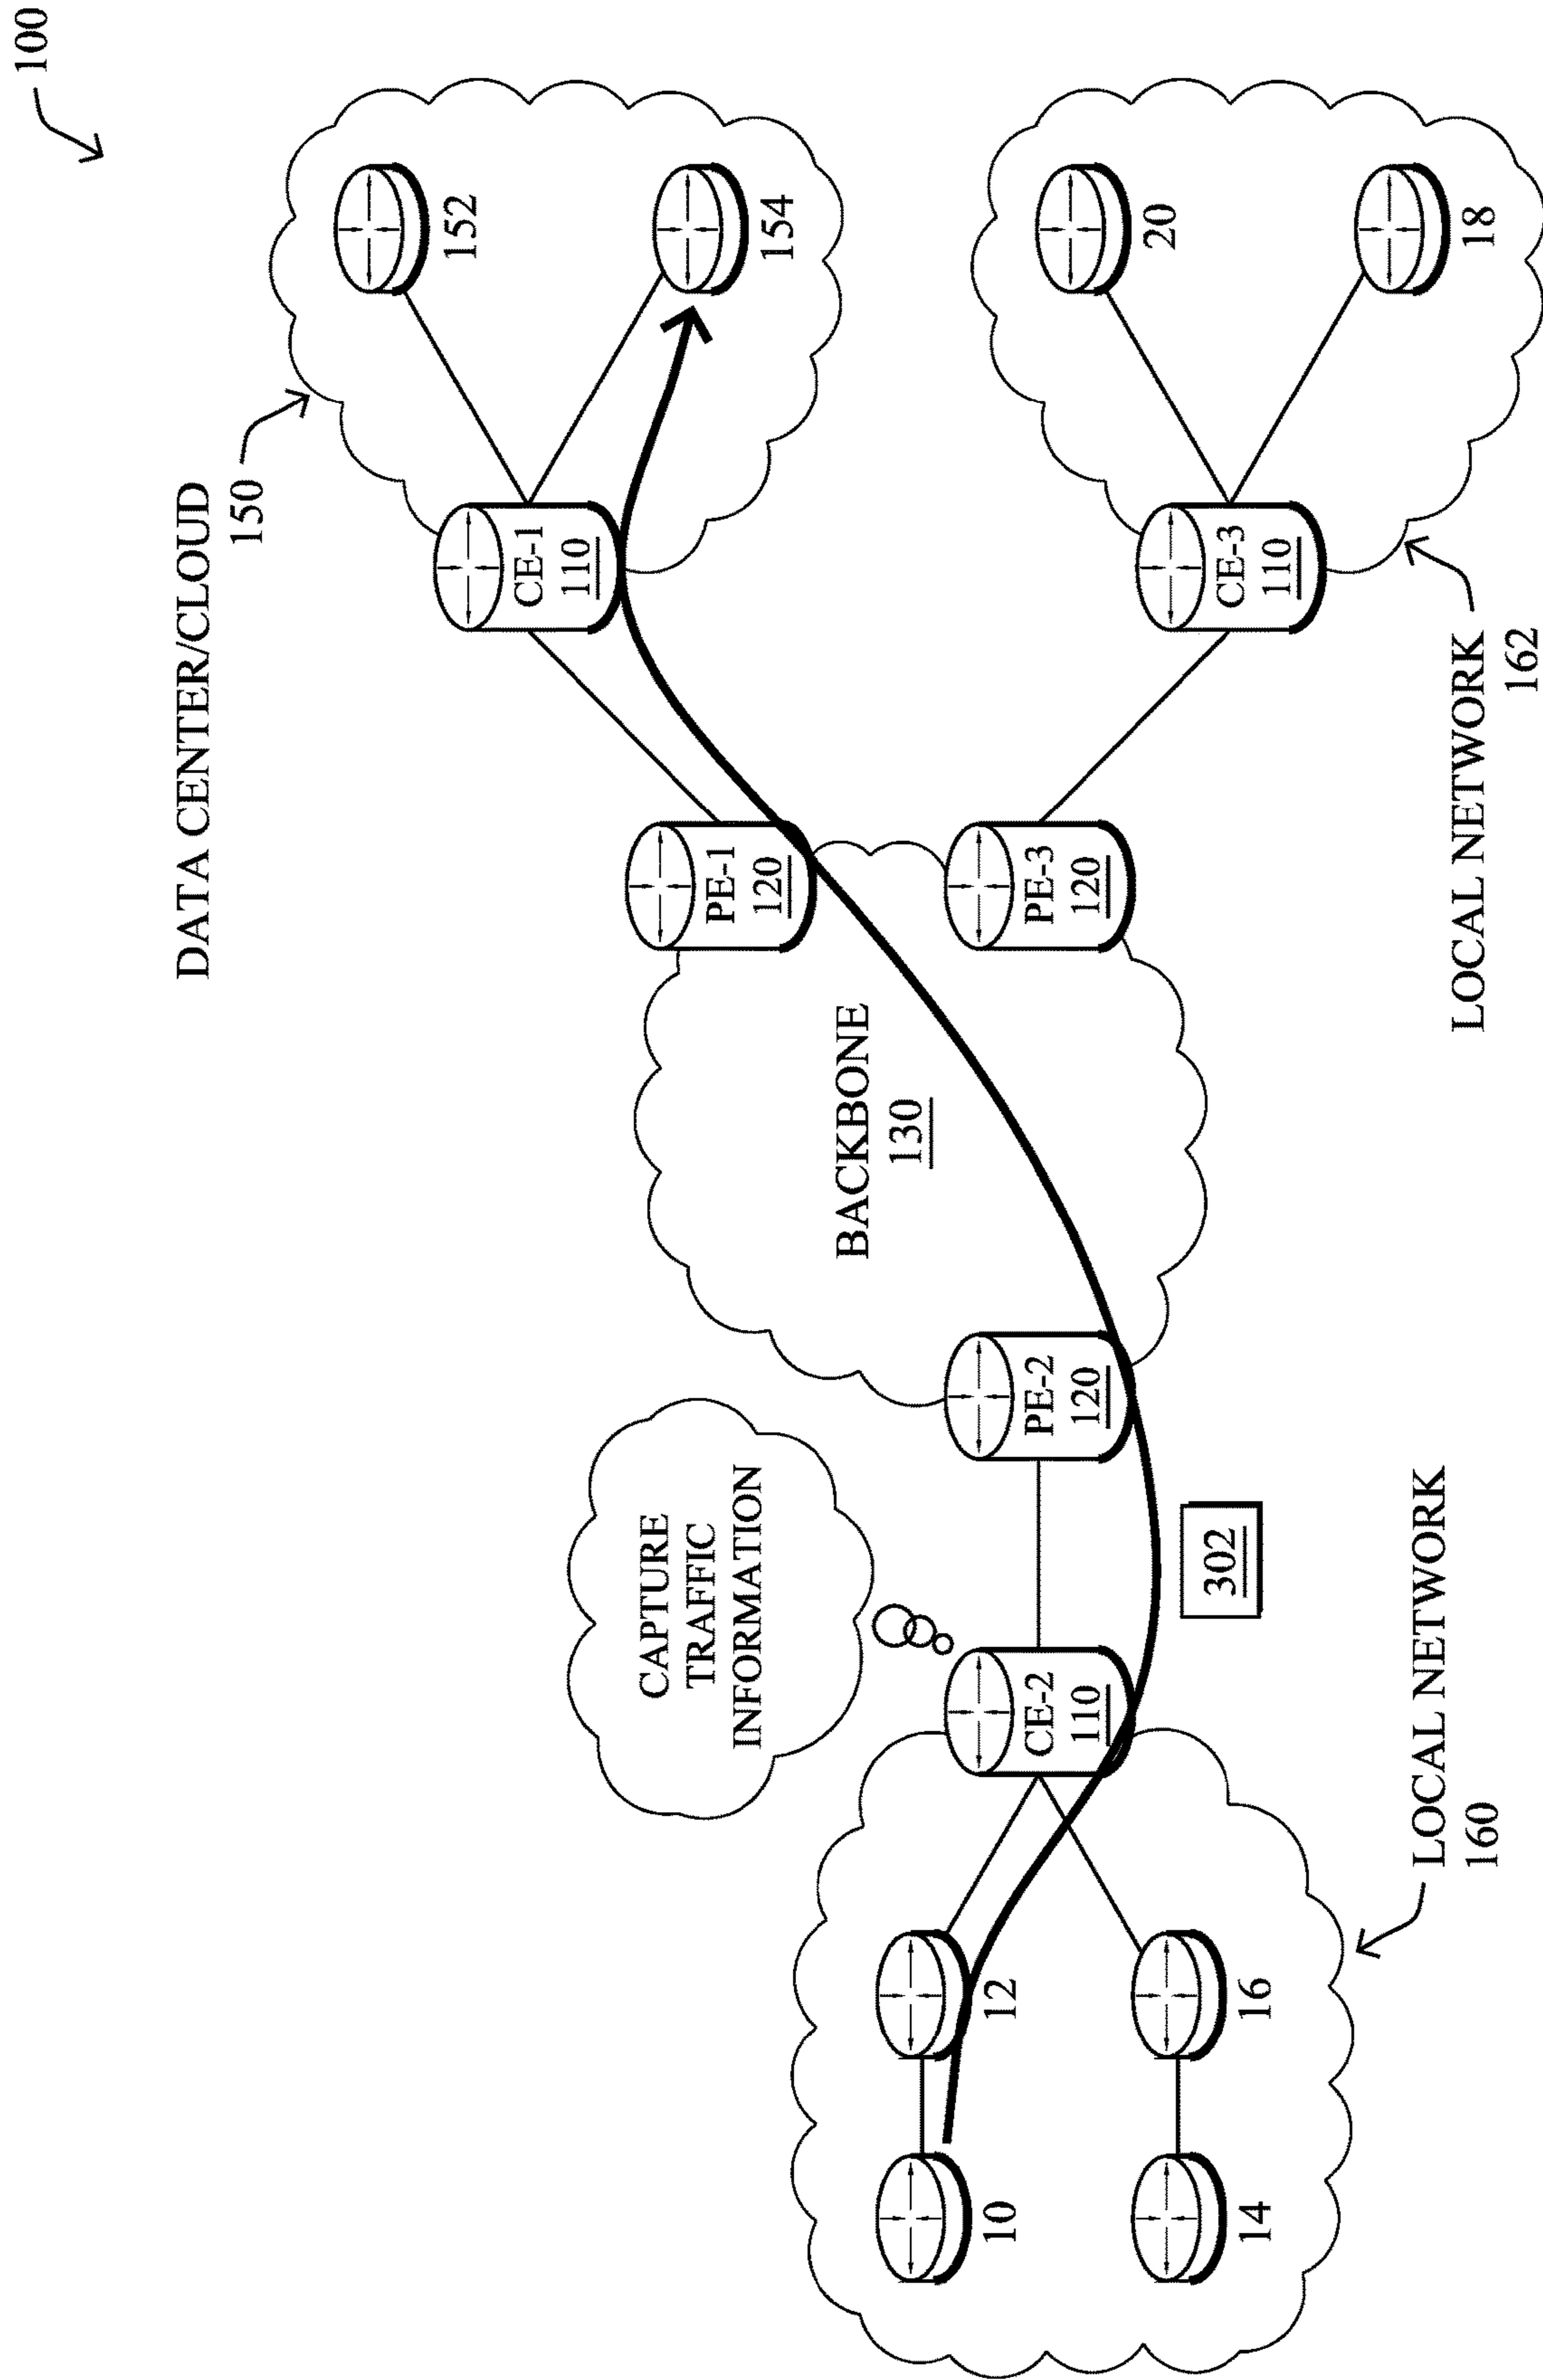 100
DATA CENTER/CLOUD
150
152
154
CE-1
110
PE-1
120
BACKBONE
130
PE-3
120
CE-3
110
20
18
LOCAL NETWORK
162
CAPTURE
TRAFFIC
INFORMATION
PE-2
120
302
CE-2
110
12
10
16
14
LOCAL NETWORK
160